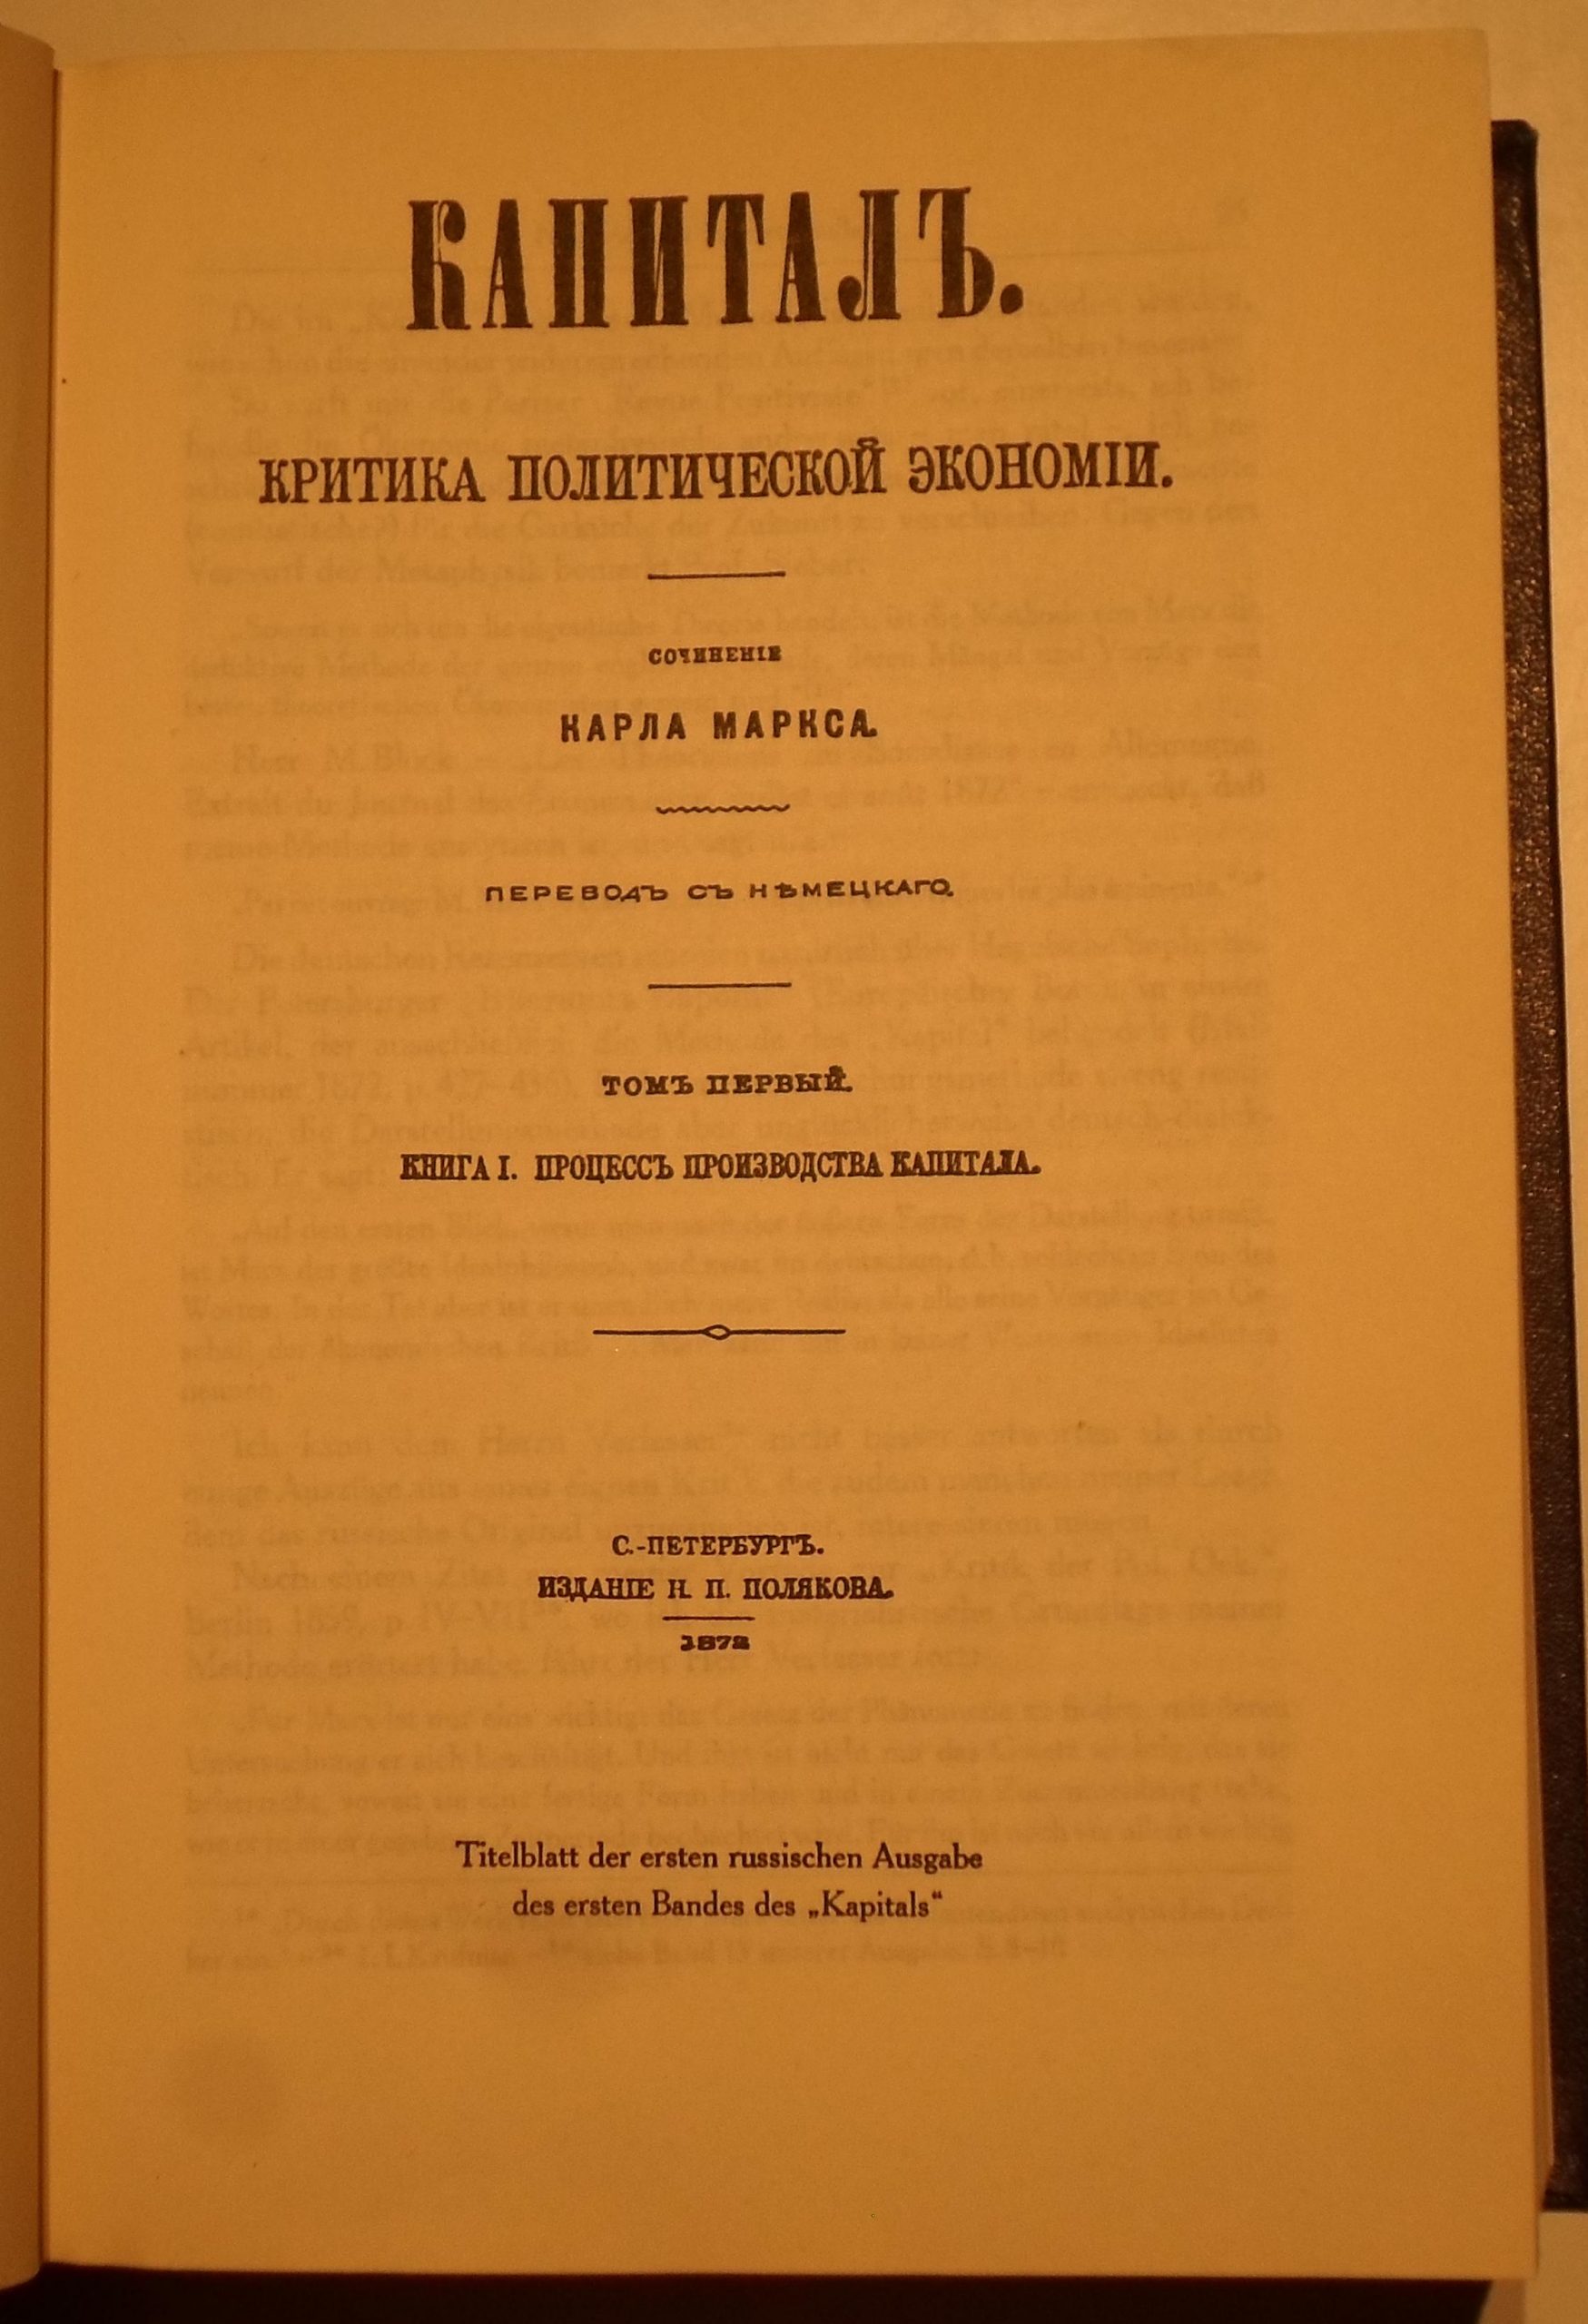 КАПИТАЛЪ.
КРИТИКА ПОЛИТИЧЕСКОЙ ЭКОНОМІИ.
СОЧИНЕНІЕ
КАРЛА МАРКСА.
ПЕРЕВОДЪ СЪ НѢМЕЦКАГО.
ТОМЪ ПЕРВЫЙ.
КНИГА I. ПРОЦЕССЪ ПРОИЗВОДСТВА КАПИТАЛА.
С.-ПЕТЕРБУРГЪ.
ИЗДАНІЕ Н. П. ПОЛЯКОВА.
1872
Titelblatt der ersten russischen Ausgabe
des ersten Bandes des „Kapitals“